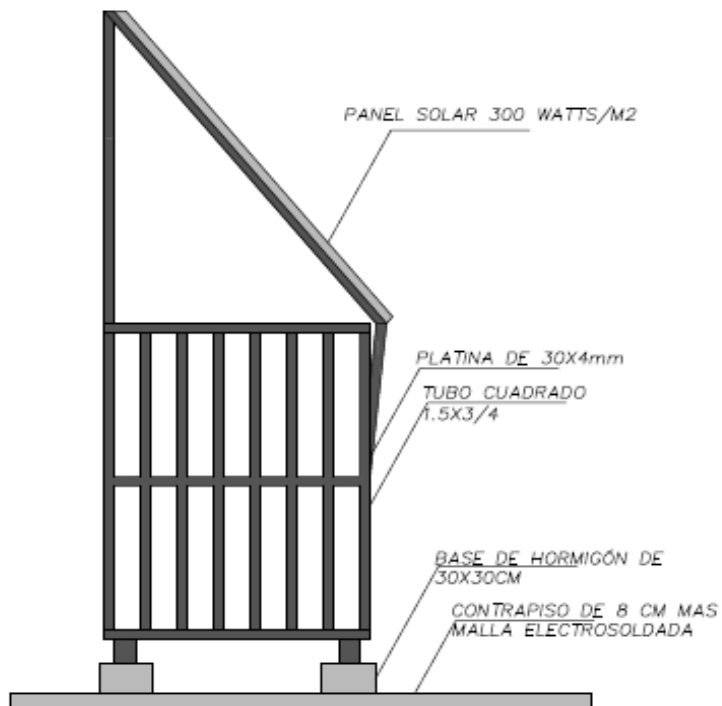 PANEL SOLAR 300 WATTS/M2
PLATINA DE 30X4mm
TUBO CUADRADO
1.5X3/4
BASE DE HORMIGÓN DE
30X30CM
CONTRAPISO DE 8 CM MAS
MALLA ELECTROSOLDADA